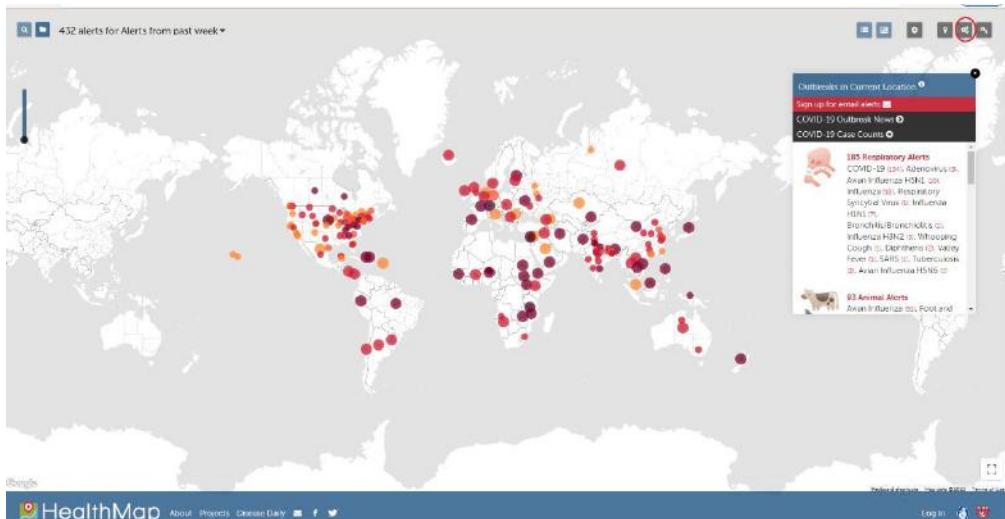 432 alerts for Alerts from past week
Outbreaks in Current Location
Sign up for email alerts
COVID-19 Outbreak News
COVID-19 Case Counts
185 Respiratory Alerts
COVID-19 Adenovirus
Avian Influenza H5N1
Influenza Respiratory
Syncytial Virus Influenza
H1N1
Bronchitis/Bronchiolitis
Influenza H3N2 Whooping
Cough Diphtheria Valley
Fever SARS Tuberculosis
Avian Influenza H5N6
93 Animal Alerts
Avian Influenza Foot and
Google
HealthMap About Projects Disease Daily Log In